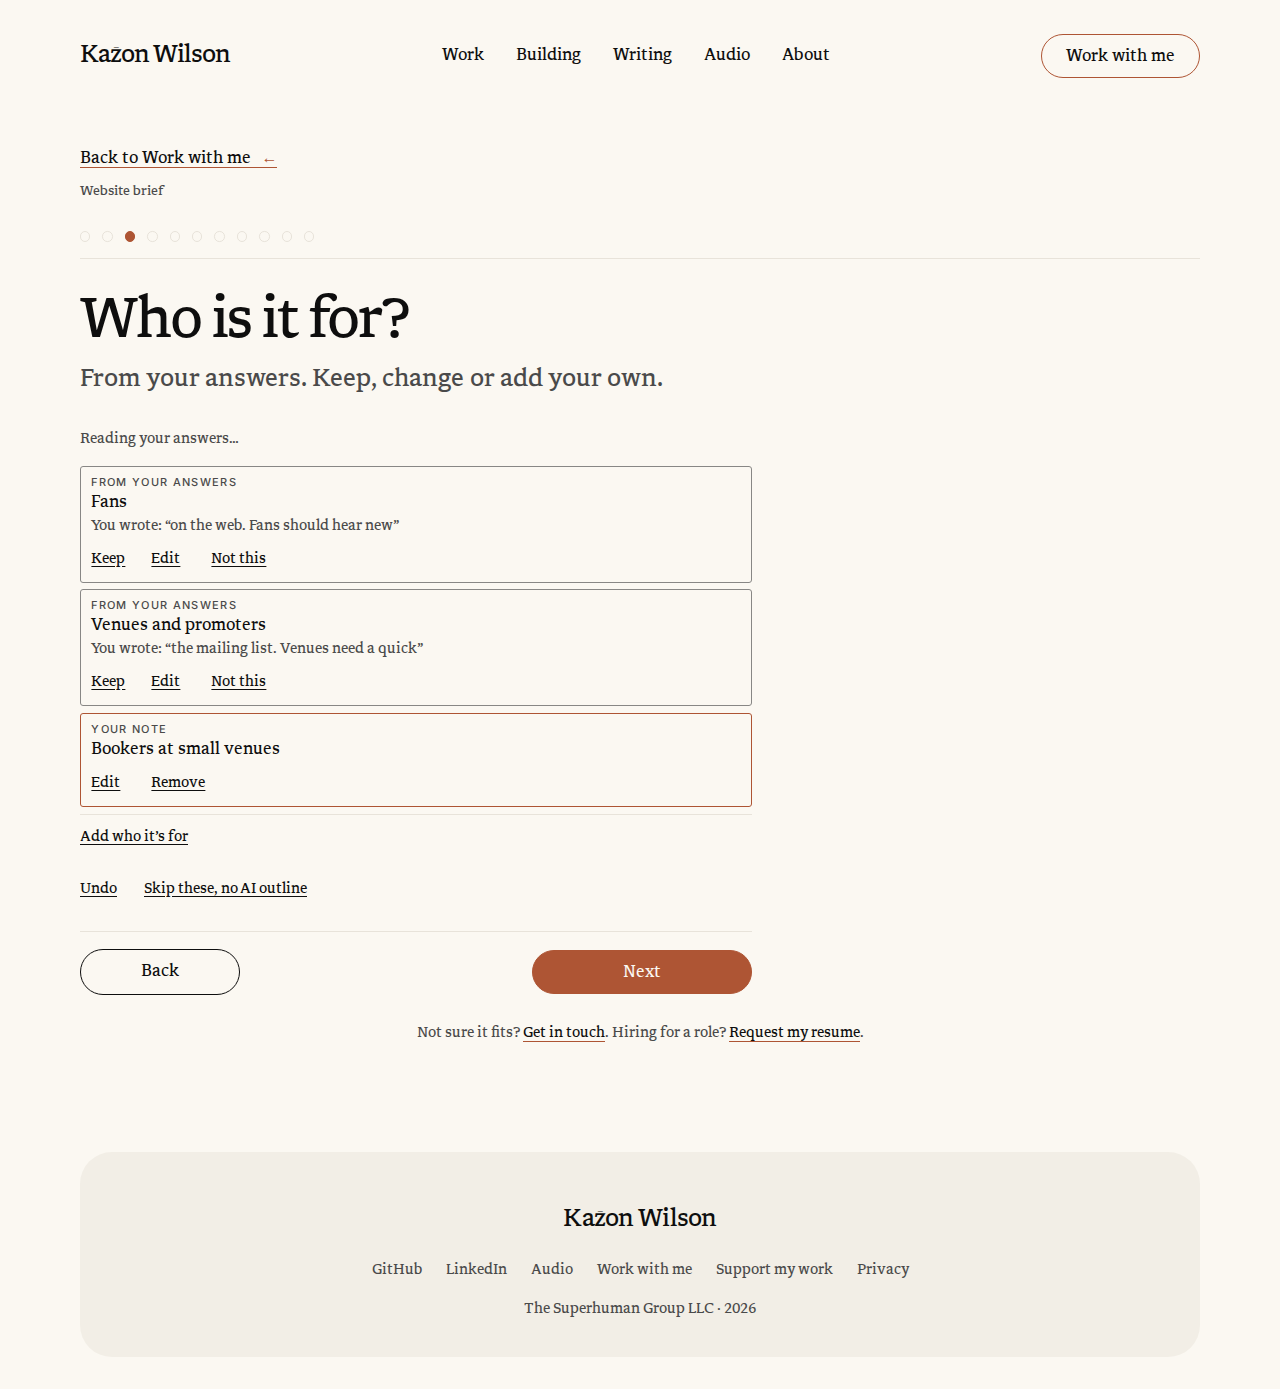 Każon Wilson
Work Building Writing Audio About
Work with me
Back to Work with me ←
Website brief
Who is it for?
From your answers. Keep, change or add your own.
Reading your answers…
FROM YOUR ANSWERS
Fans
You wrote: “on the web. Fans should hear new”
Keep Edit Not this
FROM YOUR ANSWERS
Venues and promoters
You wrote: “the mailing list. Venues need a quick”
Keep Edit Not this
YOUR NOTE
Bookers at small venues
Edit Remove
Add who it’s for
Undo Skip these, no AI outline
Back Next
Not sure it fits? Get in touch. Hiring for a role? Request my resume.
Każon Wilson
GitHub LinkedIn Audio Work with me Support my work Privacy
The Superhuman Group LLC · 2026